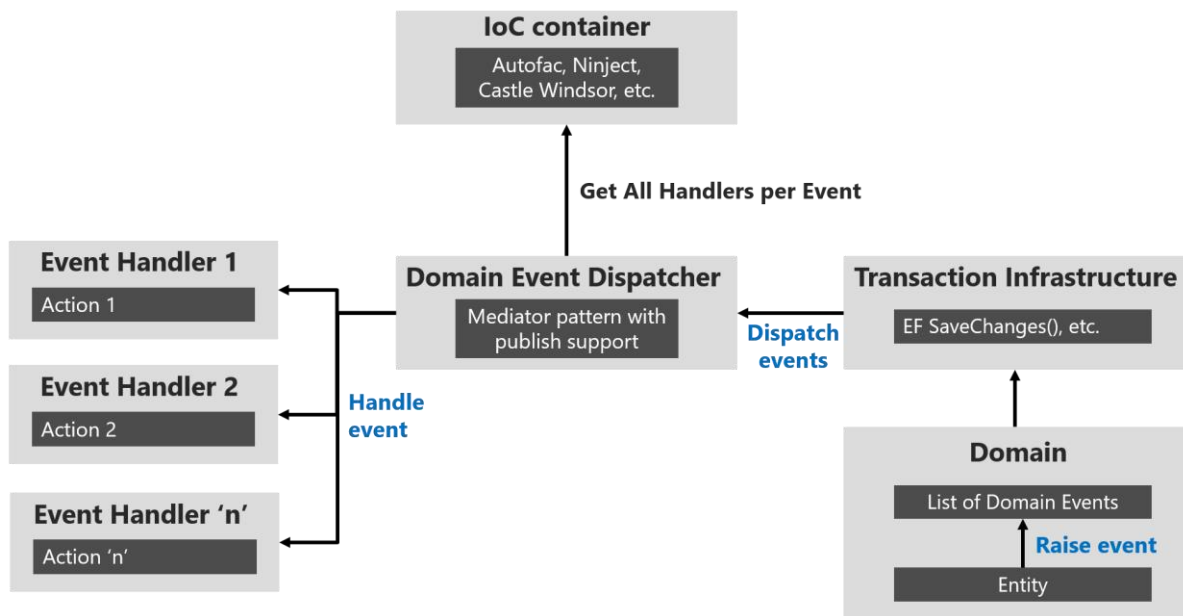 IoC container
Autofac, Ninject,
Castle Windsor, etc.
Get All Handlers per Event
Event Handler 1
Action 1
Event Handler 2
Action 2
Event Handler ‘n’
Action ‘n’
Handle
event
Domain Event Dispatcher
Mediator pattern with
publish support
Dispatch
events
Transaction Infrastructure
EF SaveChanges(), etc.
Domain
List of Domain Events
Raise event
Entity